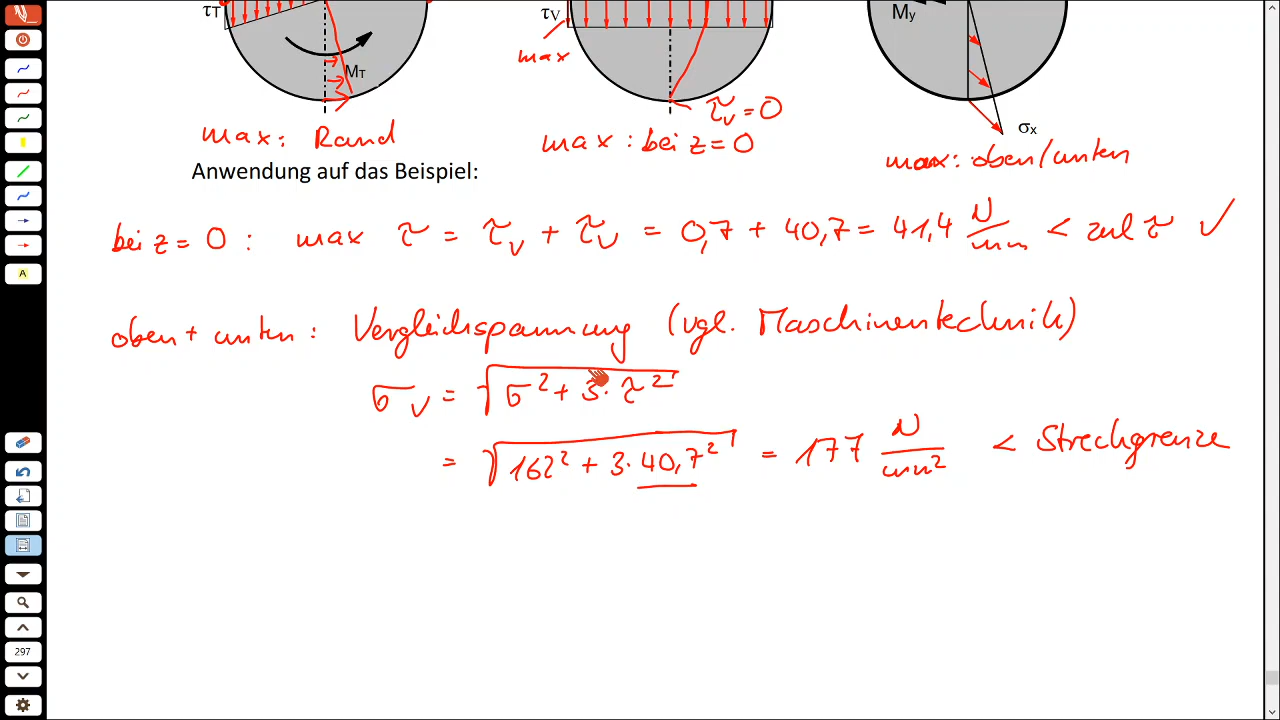 τT
τV
My
max
MT
τv = 0
σx
max: Rand
max: bei z = 0
max: oben/unten
Anwendung auf das Beispiel:
bei z = 0 : max τ = τv + τv = 0,7 + 40,7 = 41,4 N/mm < zul τ ✓
oben + unten : Vergleichspannung (vgl. Maschinentechnik)
σv = √(σ² + 3 · τ²)
= √(162² + 3 · 40,7²) = 177 N/mm² < Streckgrenze
A
297